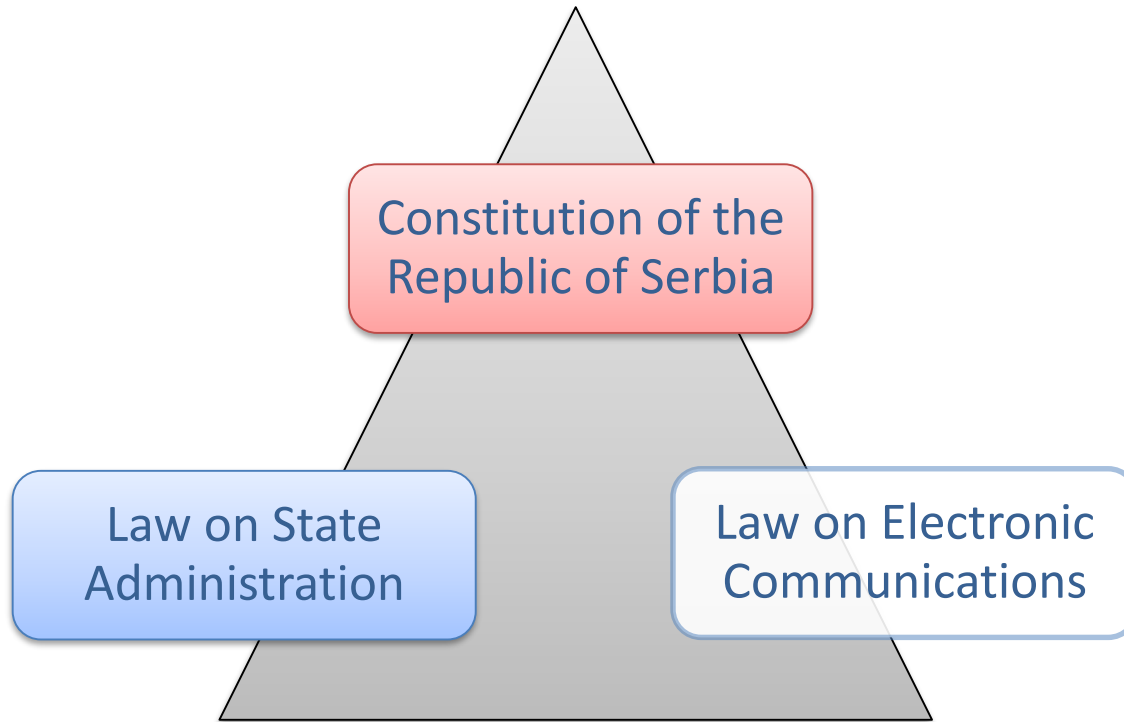 Constitution of the
Republic of Serbia
Law on State
Administration
Law on Electronic
Communications